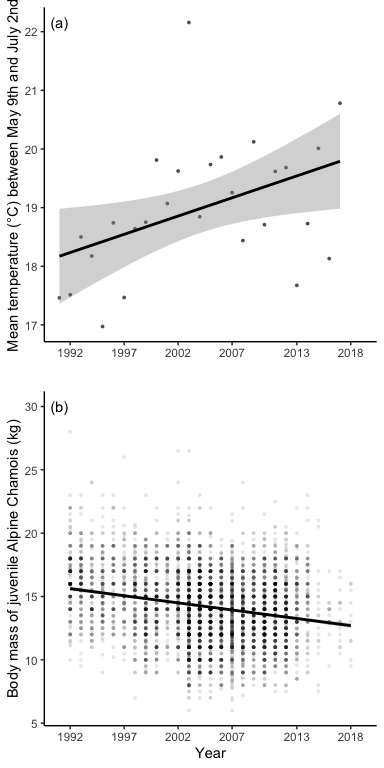 Mean temperature (°C) between May 9th and July 2nd
(a)
22
21
20
19
18
17
1992 1997 2002 2007 2013 2018
Body mass of juvenile Alpine Chamois (kg)
(b)
30
25
20
15
10
5
1992 1997 2002 2007 2013 2018
Year